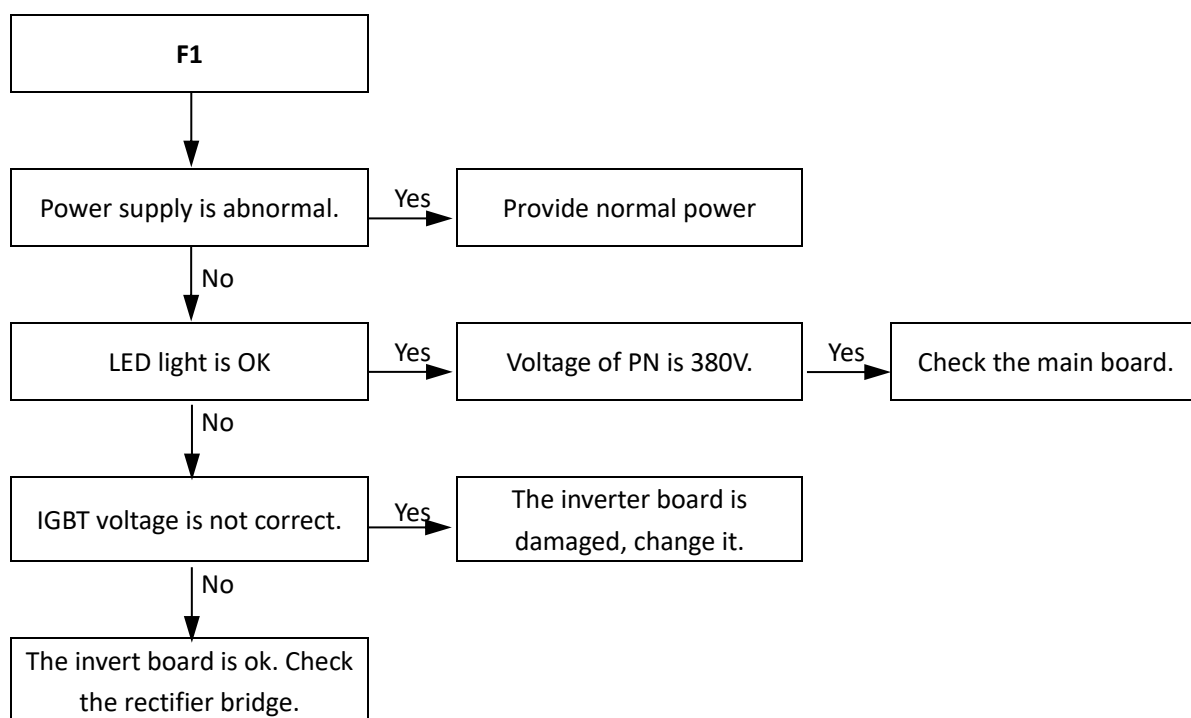 F1
Power supply is abnormal.
Yes
Provide normal power
No
LED light is OK
Yes
Voltage of PN is 380V.
Yes
Check the main board.
No
IGBT voltage is not correct.
Yes
The inverter board is
damaged, change it.
No
The invert board is ok. Check
the rectifier bridge.